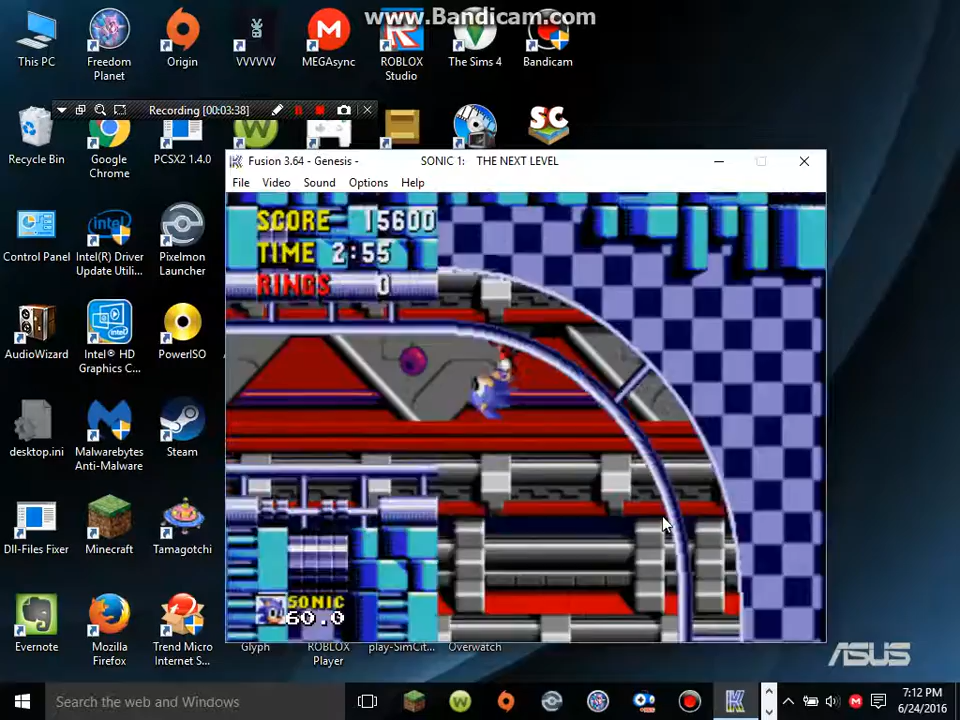 www.Bandicam.com
This PC
Freedom Planet
Origin
VVVVVV
MEGAsync
ROBLOX Studio
The Sims 4
Bandicam
Recording [00:03:38]
Recycle Bin
Google Chrome
PCSX2 1.4.0
SC
Fusion 3.64 - Genesis - SONIC 1: THE NEXT LEVEL
File Video Sound Options Help
SCORE 15600
TIME 2:55
RINGS 0
SONIC
60.0
Control Panel
Intel(R) Driver Update Utili...
Pixelmon Launcher
AudioWizard
Intel® HD Graphics C...
PowerISO
desktop.ini
Malwarebytes Anti-Malware
Steam
Dll-Files Fixer
Minecraft
Tamagotchi
Evernote
Mozilla Firefox
Trend Micro Internet S...
Glyph
ROBLOX Player
play-SimCit...
Overwatch
ASUS
Search the web and Windows
7:12 PM
6/24/2016